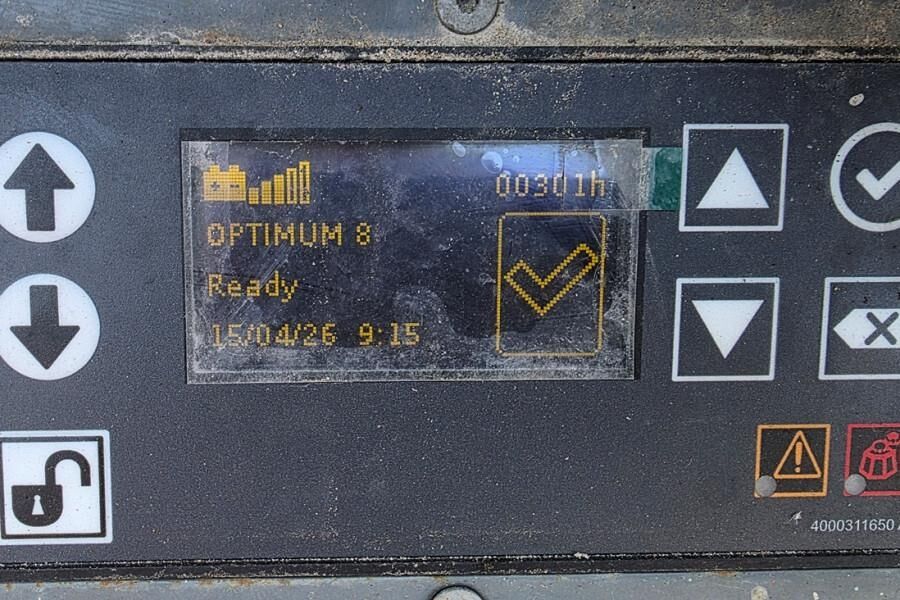 00301h
OPTIMUM 8
Ready
15/04/26 9:15
4000311650